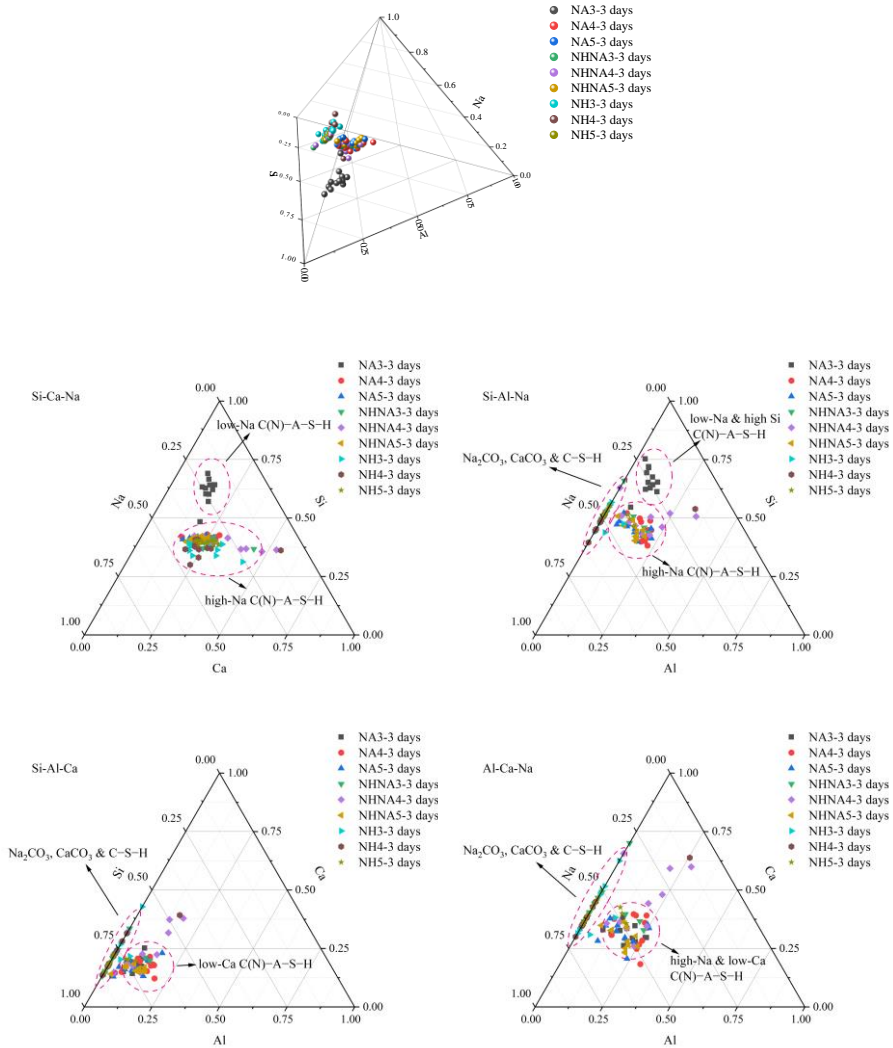 NA3-3 days
NA4-3 days
NA5-3 days
NHNA3-3 days
NHNA4-3 days
NHNA5-3 days
NH3-3 days
NH4-3 days
NH5-3 days
1.0
0.8
0.6
0.4
0.2
0.0
Na
0.00
0.25
0.50
0.75
1.00
S
0.00
Si-Ca-Na
0.00
1.00
0.25
0.75
0.50
0.50
0.75
0.25
1.00
0.00
0.00
0.25
0.50
0.75
1.00
Na
Si
Ca
low-Na C(N)−A−S−H
high-Na C(N)−A−S−H
NA3-3 days
NA4-3 days
NA5-3 days
NHNA3-3 days
NHNA4-3 days
NHNA5-3 days
NH3-3 days
NH4-3 days
NH5-3 days
Si-Al-Na
0.00
1.00
0.25
0.75
0.50
0.50
0.75
0.25
1.00
0.00
0.00
0.25
0.50
0.75
1.00
Na
Si
Al
low-Na & high Si
C(N)−A−S−H
Na₂CO₃, CaCO₃ & C−S−H
high-Na C(N)−A−S−H
NA3-3 days
NA4-3 days
NA5-3 days
NHNA3-3 days
NHNA4-3 days
NHNA5-3 days
NH3-3 days
NH4-3 days
NH5-3 days
Si-Al-Ca
0.00
1.00
0.25
0.75
0.50
0.50
0.75
0.25
1.00
0.00
0.00
0.25
0.50
0.75
1.00
Si
Ca
Al
Na₂CO₃, CaCO₃ & C−S−H
low-Ca C(N)−A−S−H
NA3-3 days
NA4-3 days
NA5-3 days
NHNA3-3 days
NHNA4-3 days
NHNA5-3 days
NH3-3 days
NH4-3 days
NH5-3 days
Al-Ca-Na
0.00
1.00
0.25
0.75
0.50
0.50
0.75
0.25
1.00
0.00
0.00
0.25
0.50
0.75
1.00
Na
Ca
Al
Na₂CO₃, CaCO₃ & C−S−H
high-Na & low-Ca
C(N)−A−S−H
NA3-3 days
NA4-3 days
NA5-3 days
NHNA3-3 days
NHNA4-3 days
NHNA5-3 days
NH3-3 days
NH4-3 days
NH5-3 days